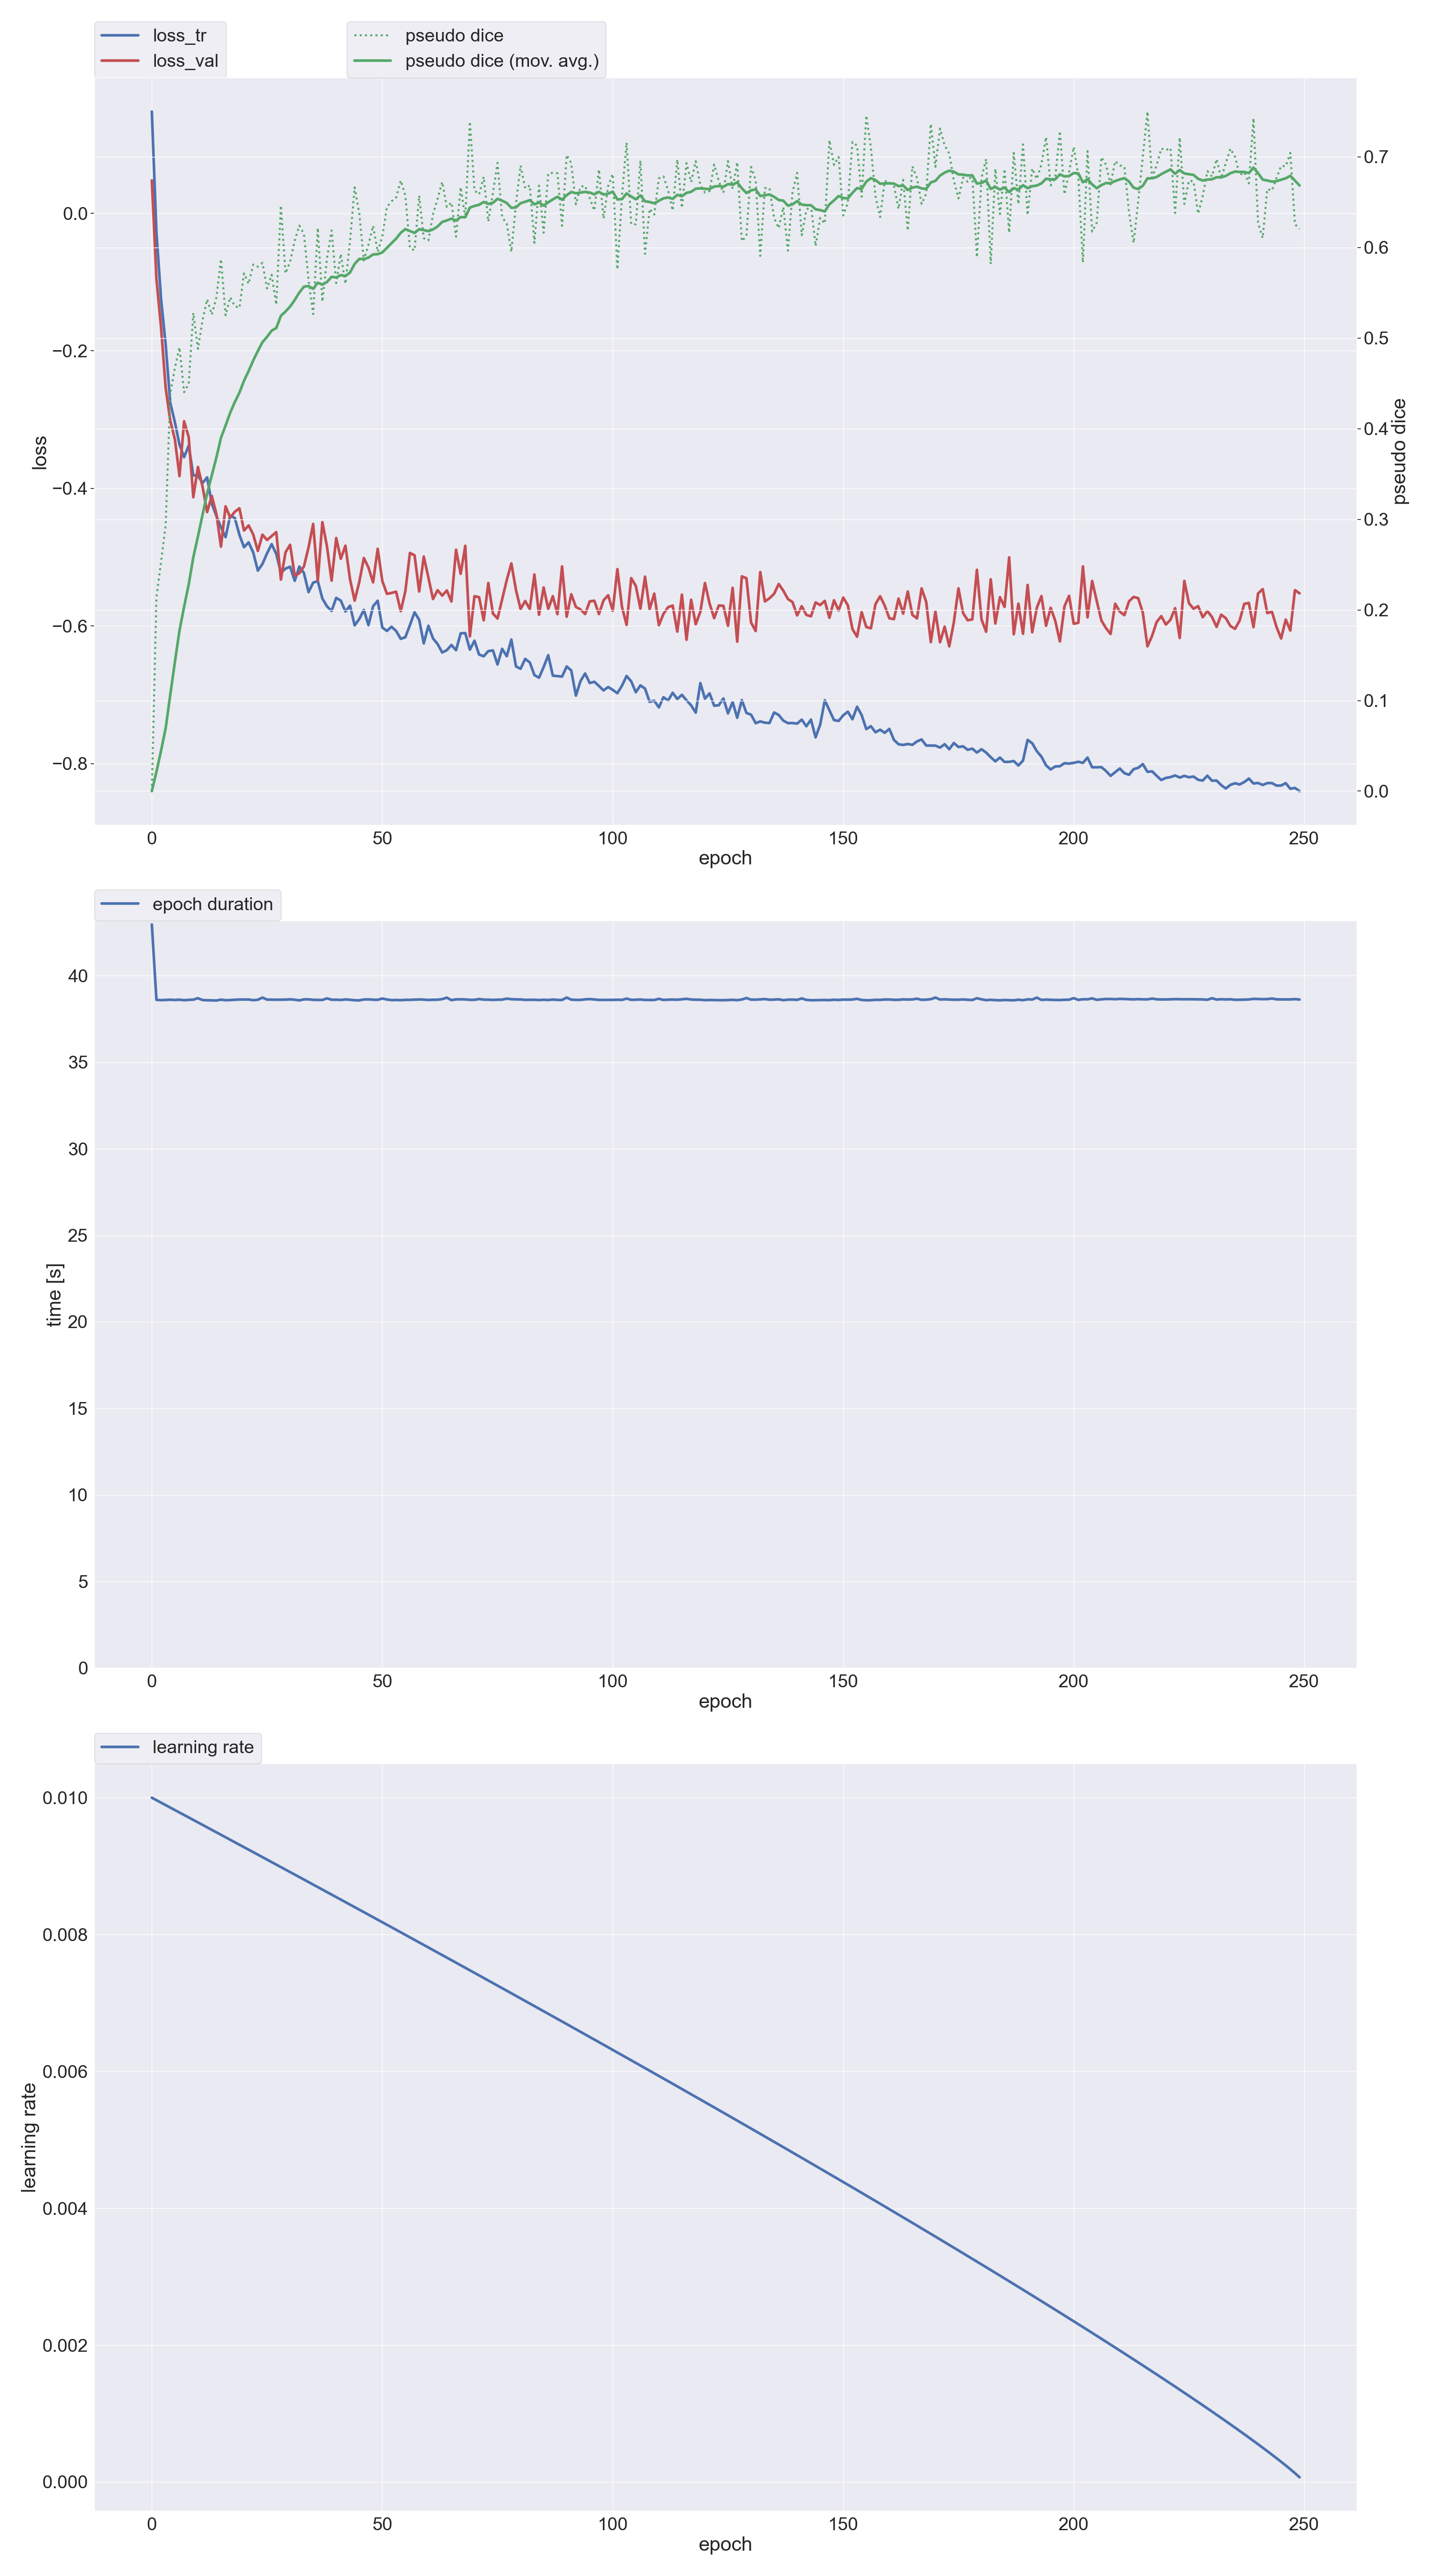 loss_tr
loss_val
pseudo dice
pseudo dice (mov. avg.)
0.0
−0.2
−0.4
−0.6
−0.8
loss
0.7
0.6
0.5
0.4
0.3
0.2
0.1
0.0
pseudo dice
0 50 100 150 200 250
epoch
epoch duration
40
35
30
25
20
15
10
5
0
time [s]
0 50 100 150 200 250
epoch
learning rate
0.010
0.008
0.006
0.004
0.002
0.000
learning rate
0 50 100 150 200 250
epoch